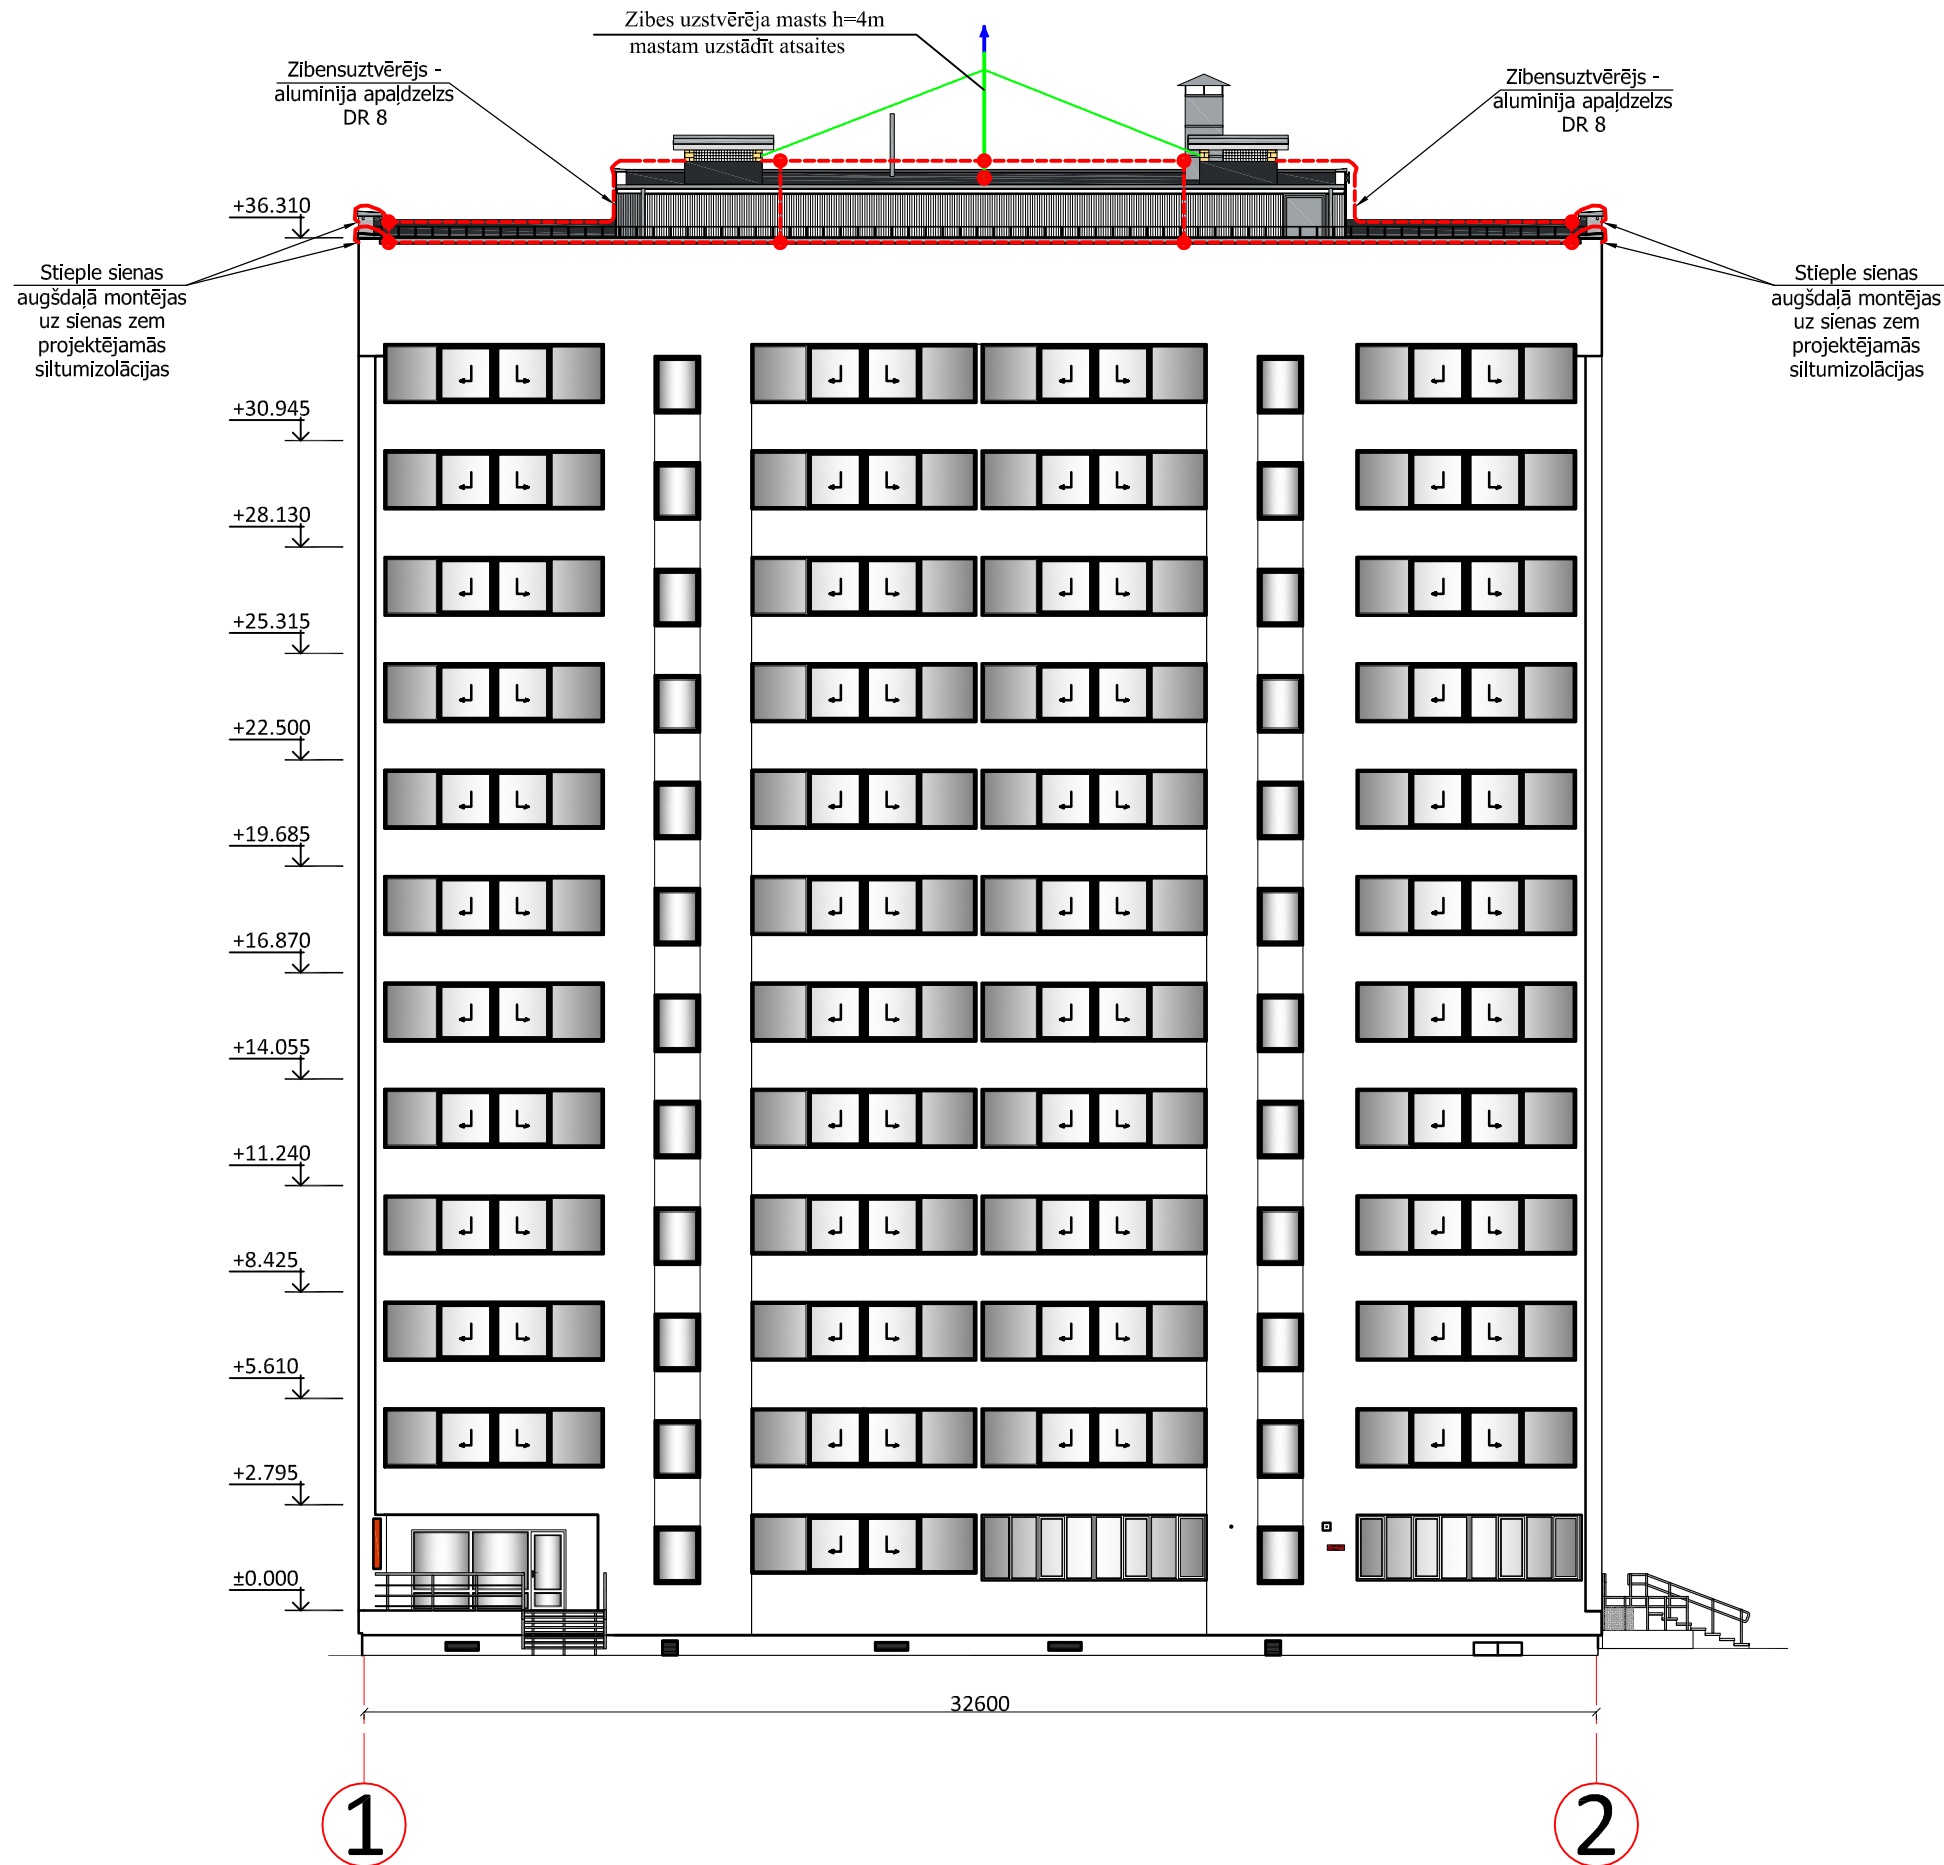 Zibes uzstvērēja masts h=4m
mastam uzstādīt atsaites
Zibensuztvērējs -
aluminija apaļdzelzs
DR 8
Zibensuztvērējs -
aluminija apaļdzelzs
DR 8
+36.310
Stieple sienas
augšdaļā montējas
uz sienas zem
projektējamās
siltumizolācijas
Stieple sienas
augšdaļā montējas
uz sienas zem
projektējamās
siltumizolācijas
+30.945
+28.130
+25.315
+22.500
+19.685
+16.870
+14.055
+11.240
+8.425
+5.610
+2.795
±0.000
32600
1
2